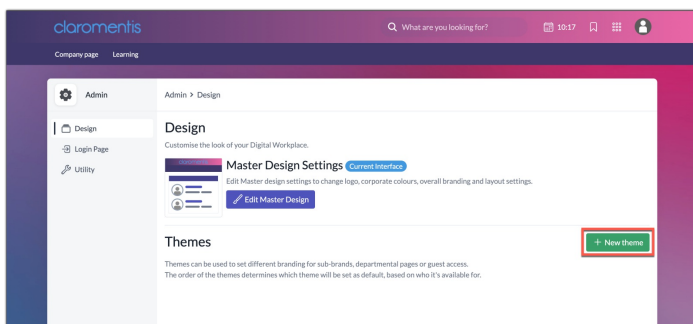 claromentis
What are you looking for?
10:17
Company page Learning
Admin
Admin > Design
Design
Login Page
Utility
Design
Customise the look of your Digital Workplace.
Master Design Settings Current Interface
Edit Master design settings to change logo, corporate colours, overall branding and layout settings.
Edit Master Design
Themes
+ New theme
Themes can be used to set different branding for sub-brands, departmental pages or guest access.
The order of the themes determines which theme will be set as default, based on who it's available for.